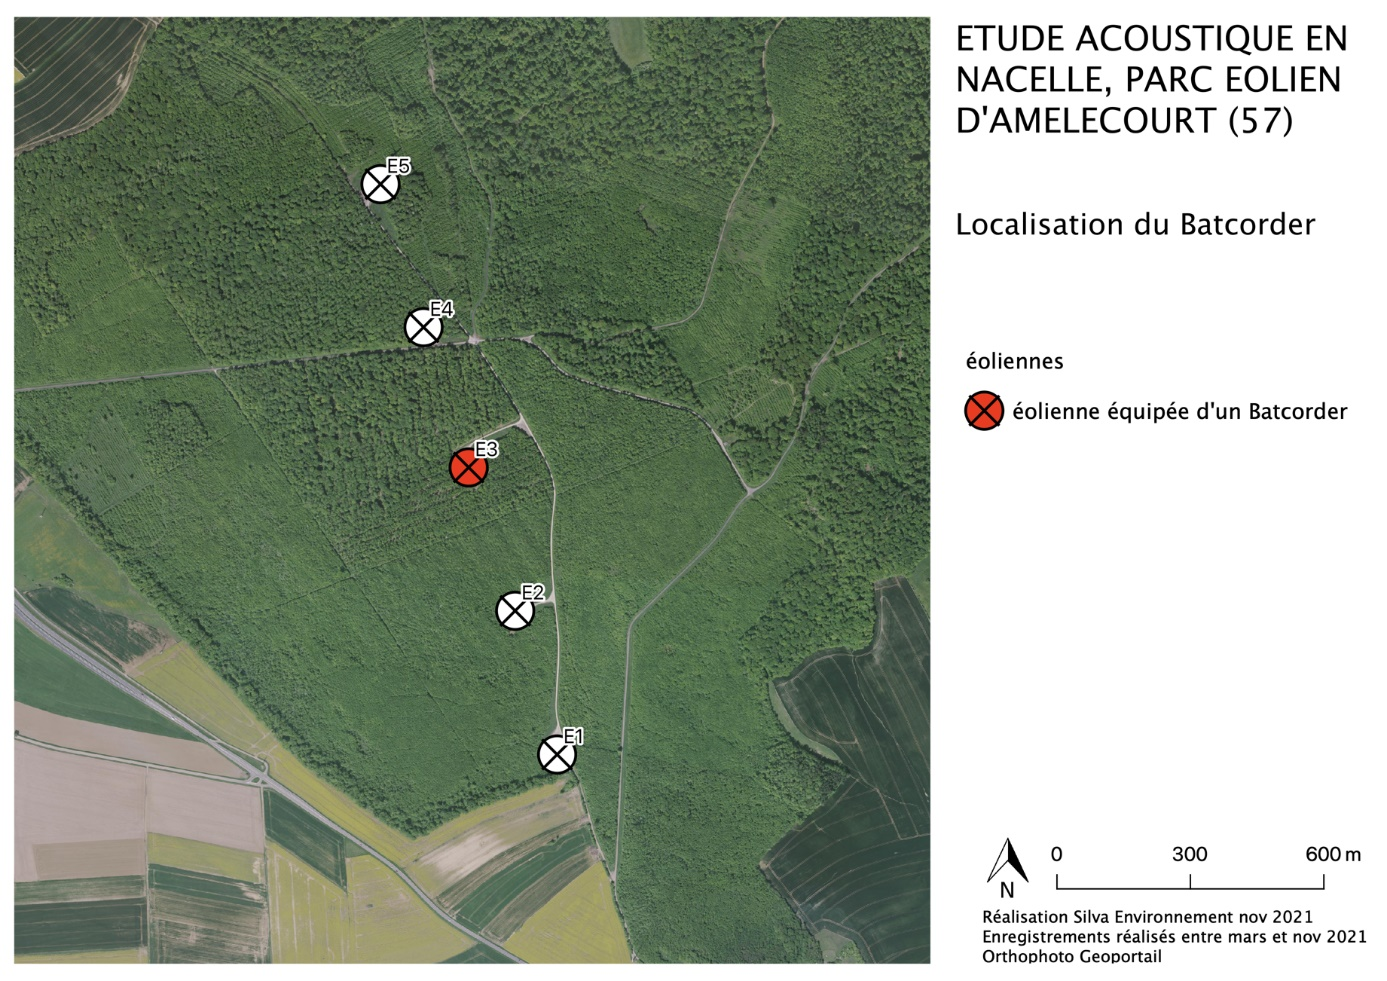 ETUDE ACOUSTIQUE EN
NACELLE, PARC EOLIEN
D'AMELECOURT (57)
Localisation du Batcorder
éoliennes
éolienne équipée d'un Batcorder
E5
E4
E3
E2
E1
0 300 600 m
N
Réalisation Silva Environnement nov 2021
Enregistrements réalisés entre mars et nov 2021
Orthophoto Geoportail